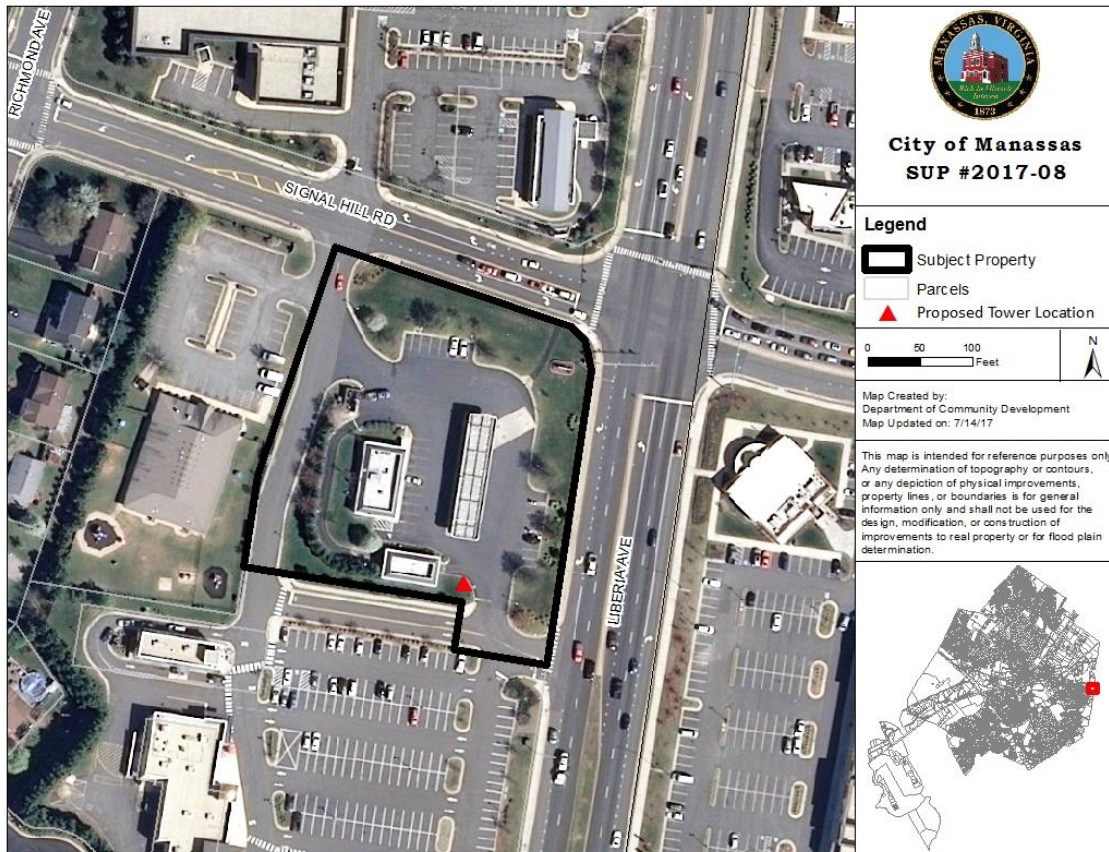 RICHMOND AVE
SIGNAL HILL RD
LIBERIA AVE
MANASSAS, VIRGINIA
Rich In Historic
Interest
1873
City of Manassas
SUP #2017-08
Legend
Subject Property
Parcels
Proposed Tower Location
0 50 100
Feet
N
Map Created by:
Department of Community Development
Map Updated on: 7/14/17
This map is intended for reference purposes only
Any determination of topography or contours,
or any depiction of physical improvements,
property lines, or boundaries is for general
information only and shall not be used for the
design, modification, or construction of
improvements to real property or for flood plain
determination.